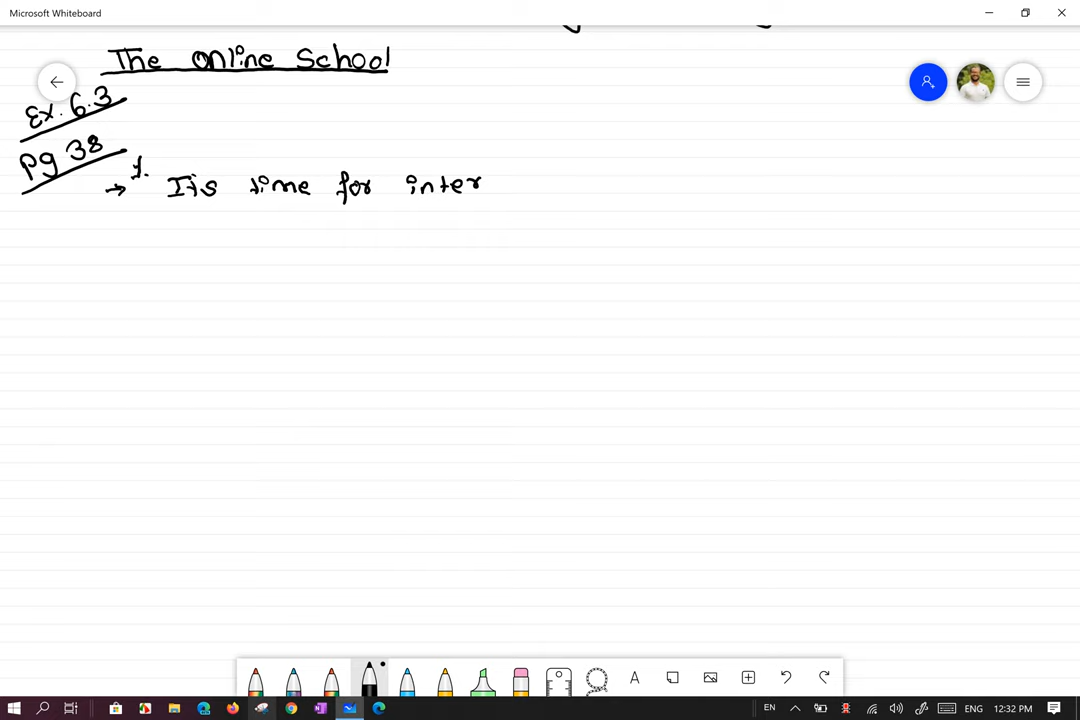 Microsoft Whiteboard
The online School
Ex. 6.3
Pg 38
→ 1. Its time for inter
A
EN
ENG
12:32 PM